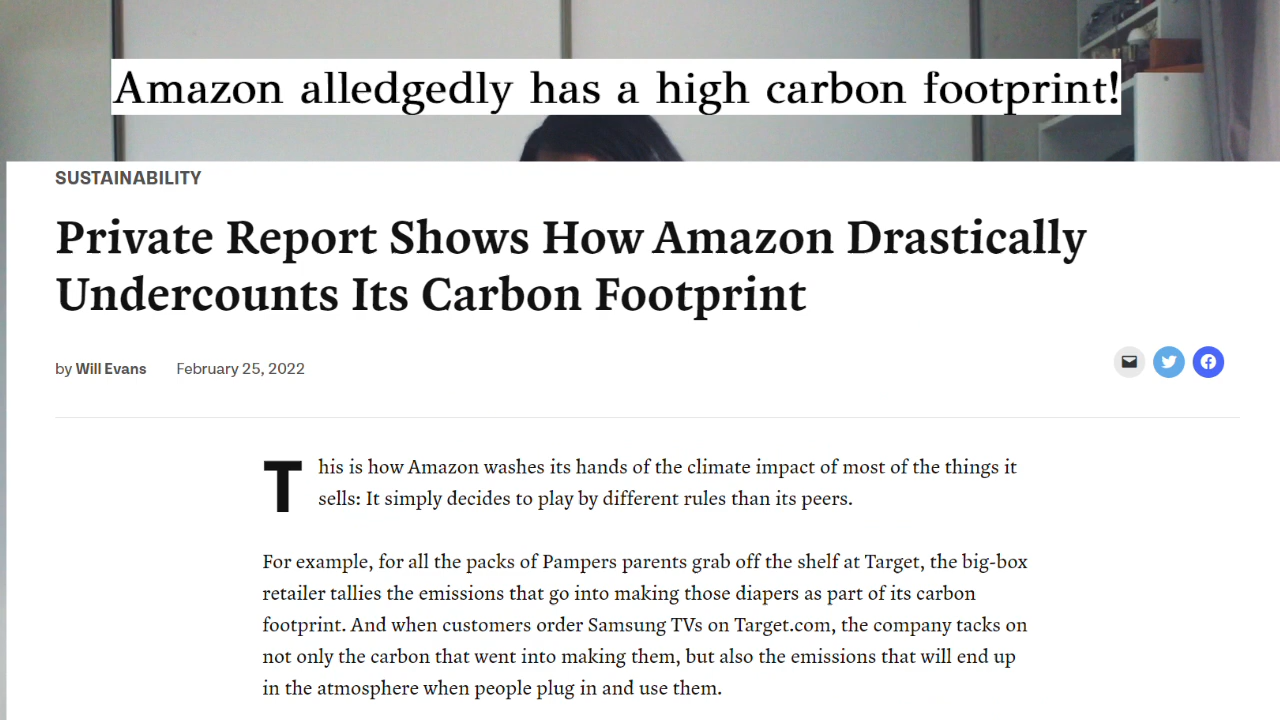 Amazon alledgedly has a high carbon footprint!
SUSTAINABILITY
Private Report Shows How Amazon Drastically
Undercounts Its Carbon Footprint
by Will Evans February 25, 2022
This is how Amazon washes its hands of the climate impact of most of the things it
sells: It simply decides to play by different rules than its peers.
For example, for all the packs of Pampers parents grab off the shelf at Target, the big-box
retailer tallies the emissions that go into making those diapers as part of its carbon
footprint. And when customers order Samsung TVs on Target.com, the company tacks on
not only the carbon that went into making them, but also the emissions that will end up
in the atmosphere when people plug in and use them.